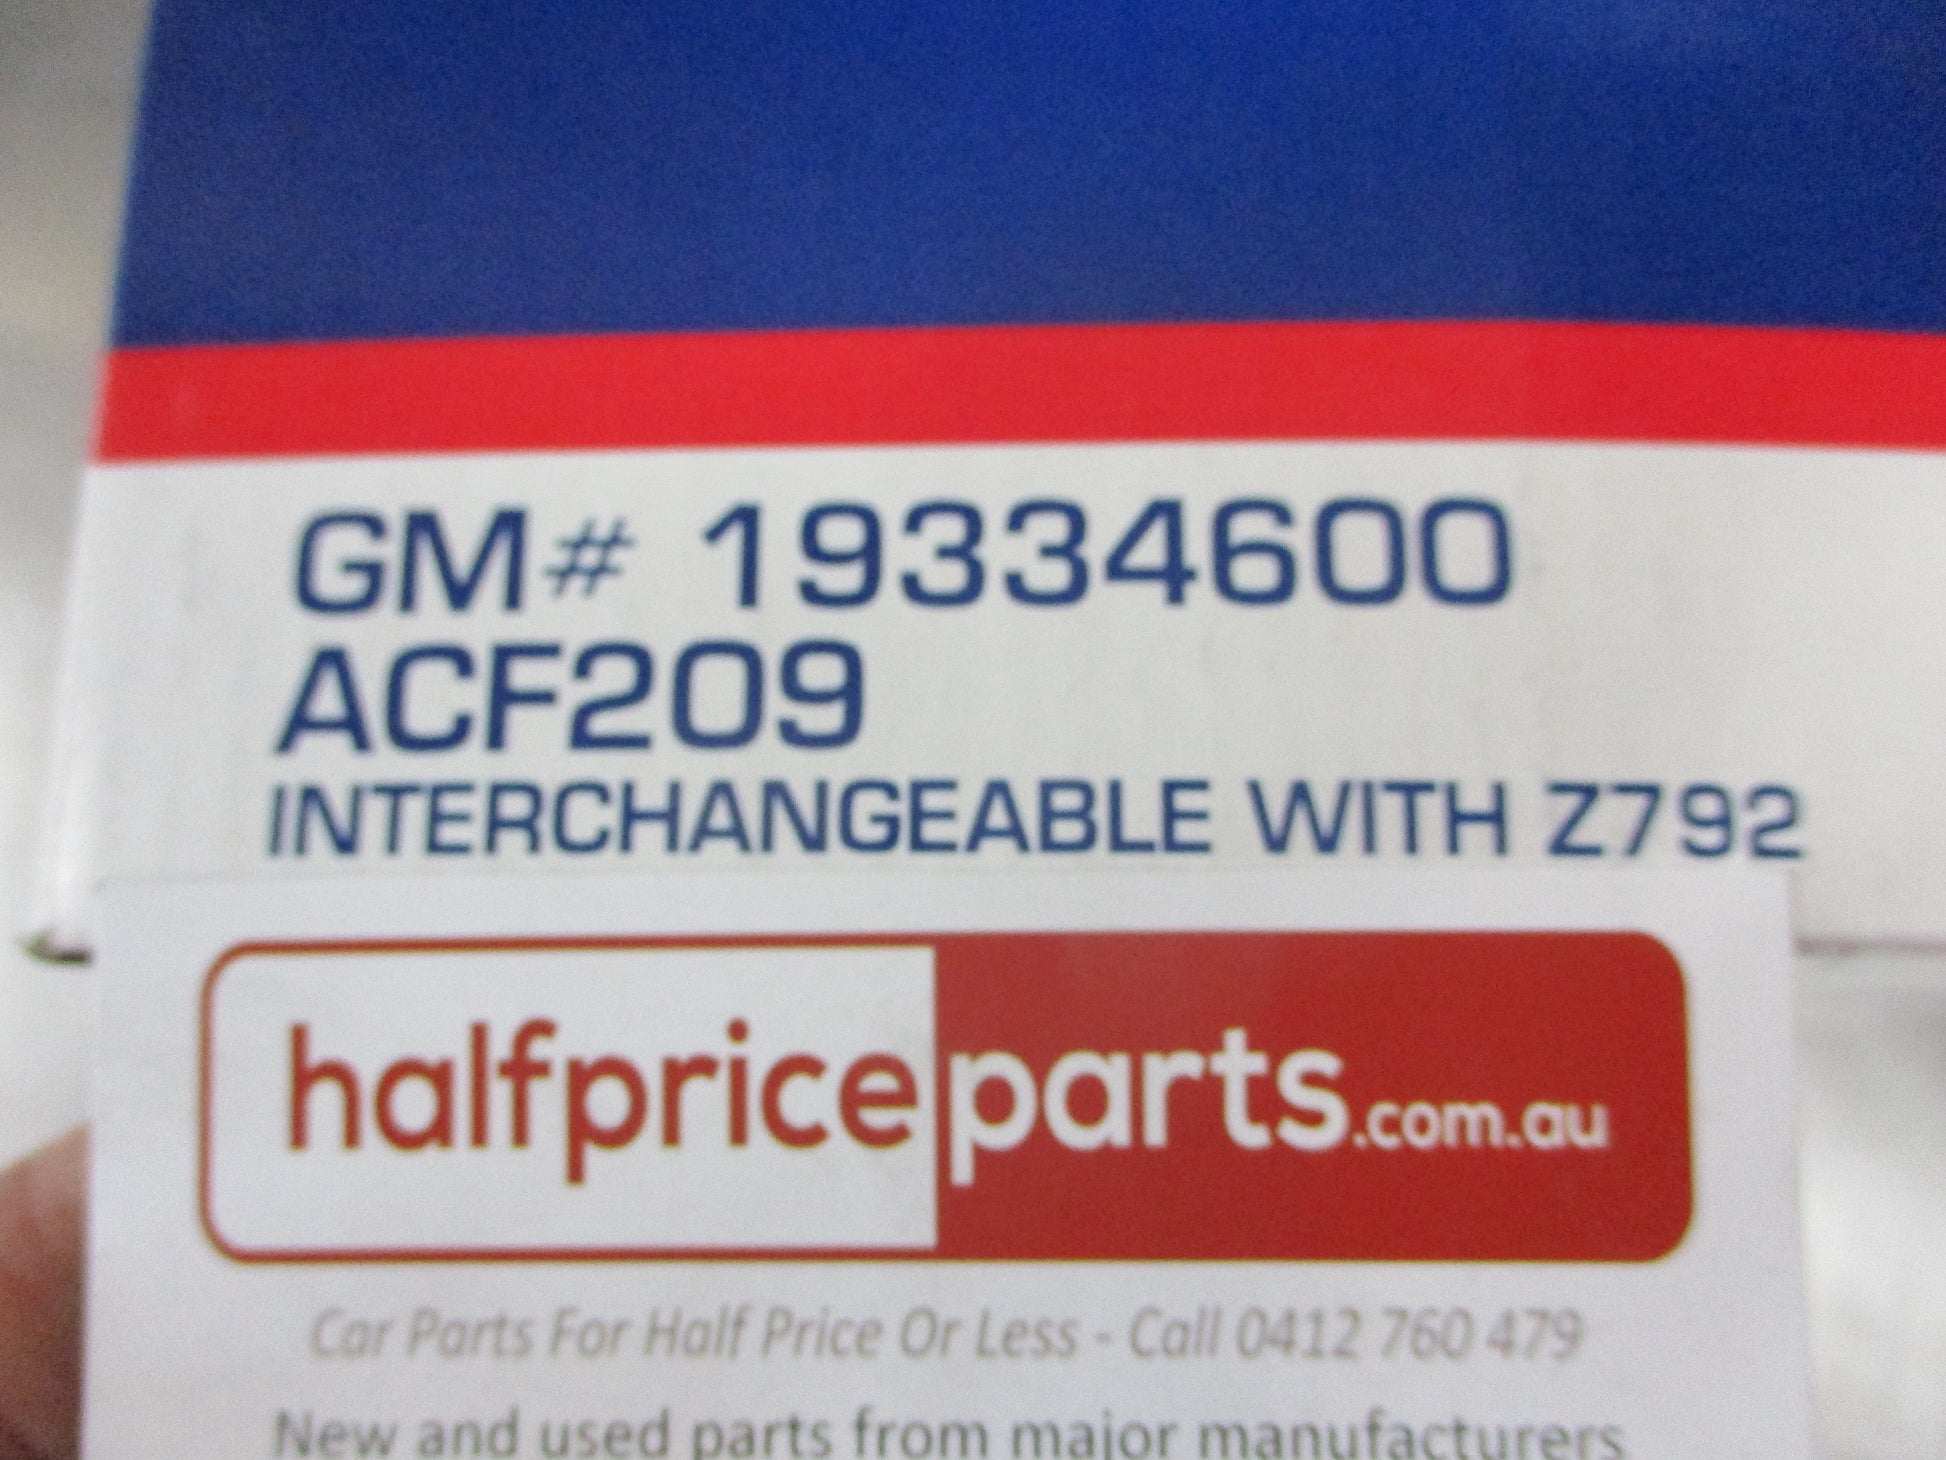 GM# 19334600
ACF209
INTERCHANGEABLE WITH Z792
halfpriceparts.com.au
Car Parts For Half Price Or Less - Call 0412 760 479
New and used parts from major manufacturers